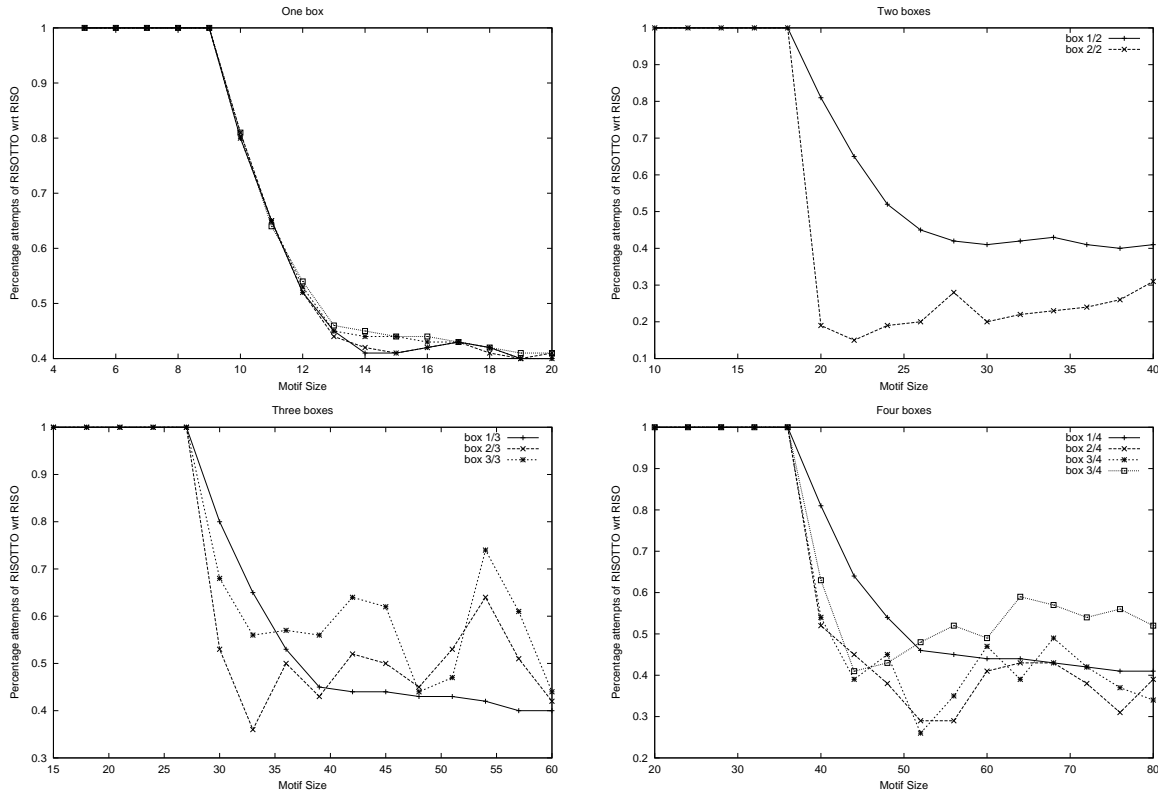 One box
Percentage attempts of RISOTTO wrt RISO
1
0.9
0.8
0.7
0.6
0.5
0.4
4 6 8 10 12 14 16 18 20
Motif Size
Two boxes
Percentage attempts of RISOTTO wrt RISO
1
0.9
0.8
0.7
0.6
0.5
0.4
0.3
0.2
0.1
10 15 20 25 30 35 40
Motif Size
box 1/2
box 2/2
Three boxes
Percentage attempts of RISOTTO wrt RISO
1
0.9
0.8
0.7
0.6
0.5
0.4
0.3
15 20 25 30 35 40 45 50 55 60
Motif Size
box 1/3
box 2/3
box 3/3
Four boxes
Percentage attempts of RISOTTO wrt RISO
1
0.9
0.8
0.7
0.6
0.5
0.4
0.3
0.2
20 30 40 50 60 70 80
Motif Size
box 1/4
box 2/4
box 3/4
box 3/4